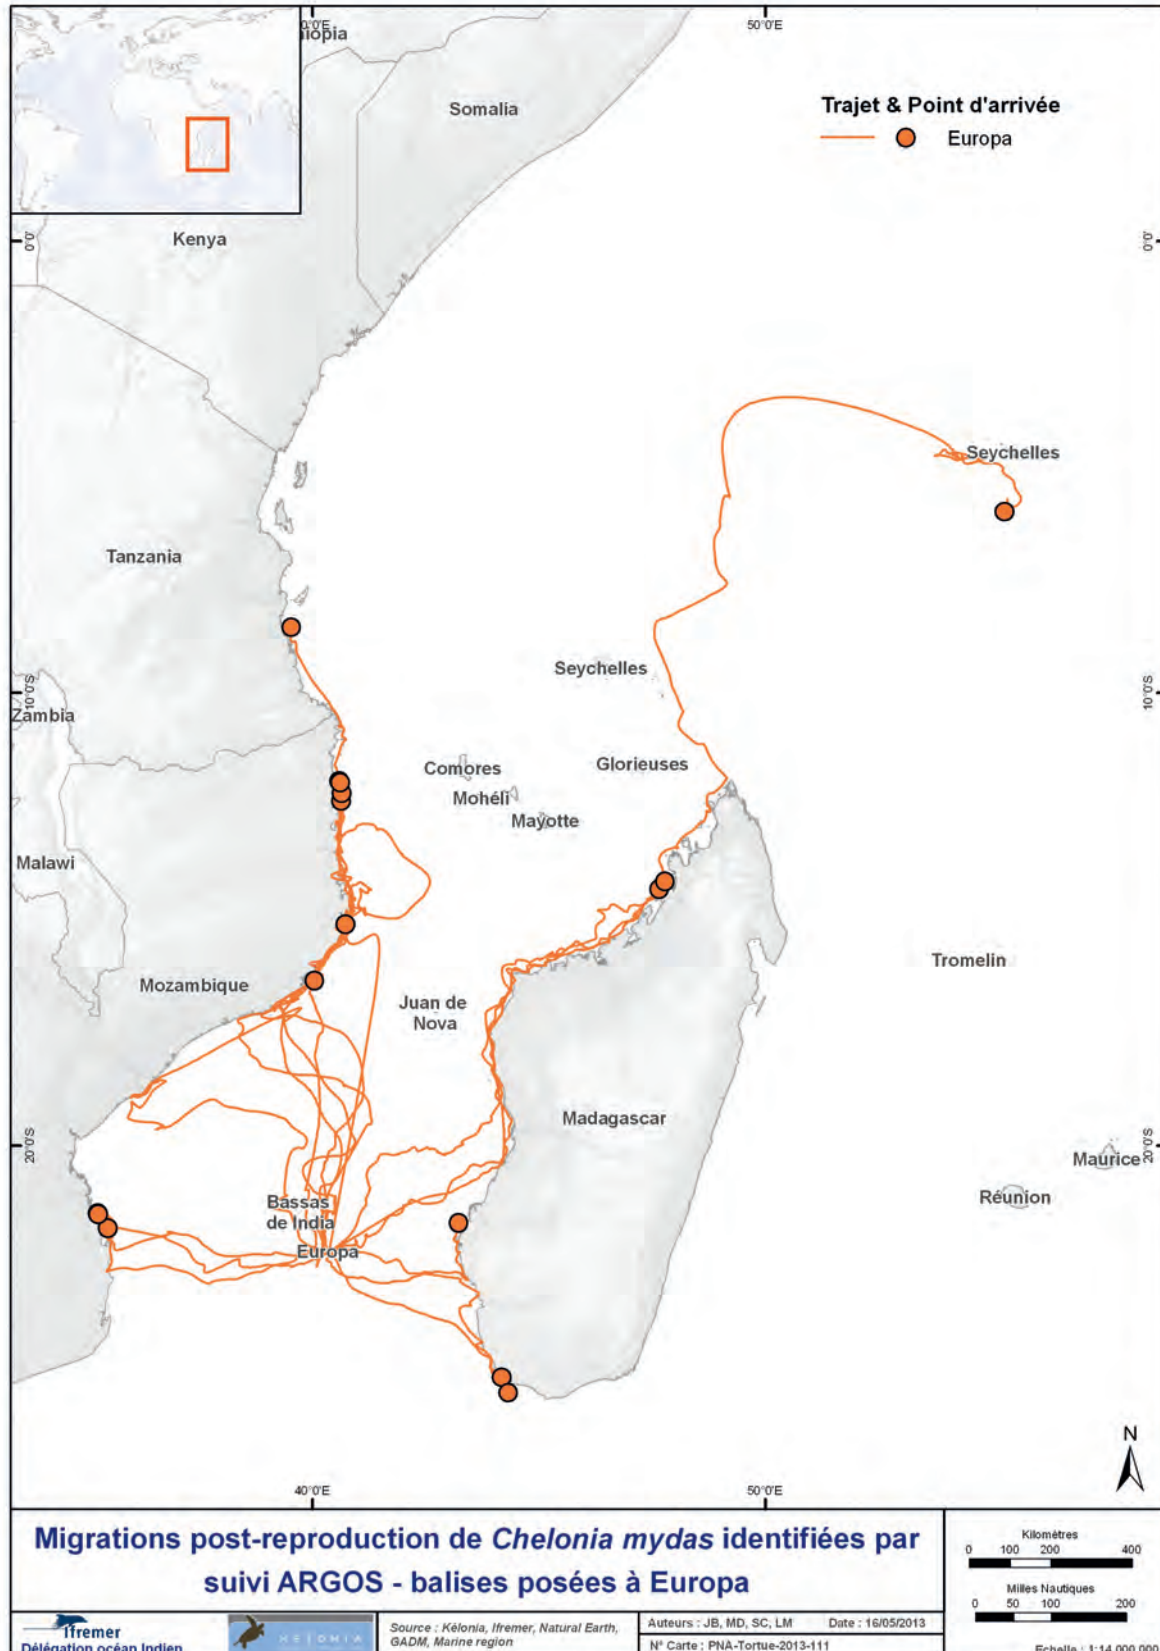 0°0'E
50°0'E
hiopia
Somalia
Trajet & Point d'arrivée
Europa
Kenya
0°0'
0°0'
Seychelles
Tanzania
Seychelles
10°0'S
10°0'S
Zambia
Comores
Glorieuses
Mohéli
Mayotte
Malawi
Tromelin
Mozambique
Juan de
Nova
Madagascar
20°0'S
20°0'S
Maurice
Réunion
Bassas
de India
Europa
N
40°0'E
50°0'E
Migrations post-reproduction de Chelonia mydas identifiées par
suivi ARGOS - balises posées à Europa
Kilomètres
0 100 200 400
Milles Nautiques
0 50 100 200
Echelle : 1:14 000 000
Ifremer
Délégation océan Indien
KELONIA
Source : Kélonia, Ifremer, Natural Earth,
GADM, Marine region
Auteurs : JB, MD, SC, LM Date : 16/05/2013
N° Carte : PNA-Tortue-2013-111